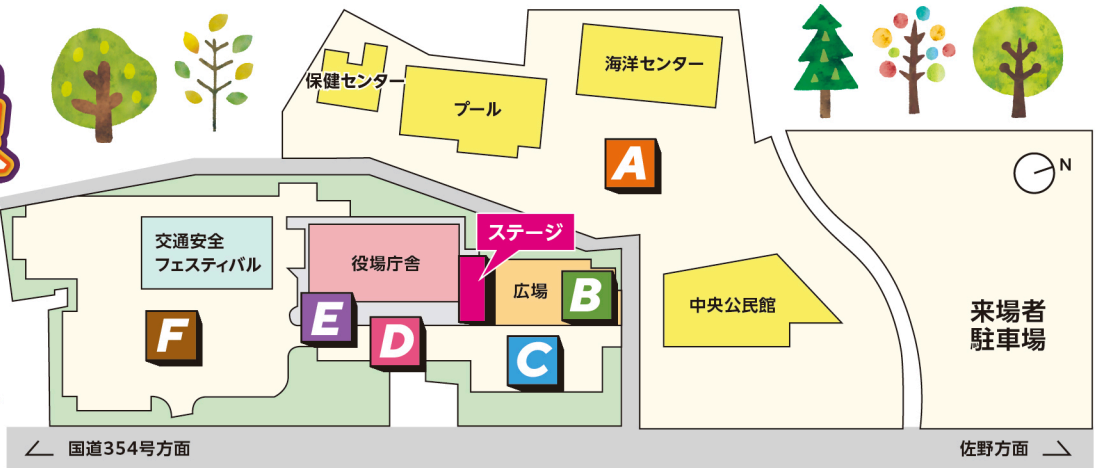 保健センター
プール
海洋センター
A
N
ステージ
交通安全
フェスティバル
役場庁舎
広場
B
中央公民館
来場者
駐車場
E
F
D
C
国道354号方面
佐野方面